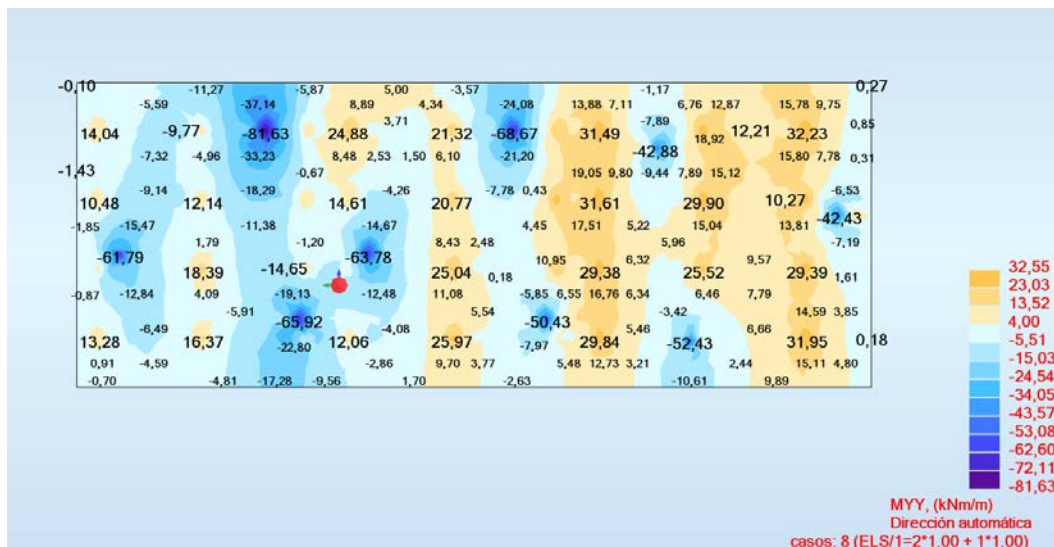 -0,10 -11,27 -5,87 5,00 -3,57 -1,17 0,27
-5,59 -37,14 8,89 4,34 -24,08 13,88 7,11 6,76 12,87 15,78 9,75
3,71 -7,89 0,85
14,04 -9,77 -81,63 24,88 21,32 -68,67 31,49 18,92 12,21 32,23
-7,32 -4,96 -33,23 8,48 2,53 1,50 6,10 -21,20 -42,88 15,80 7,78 0,31
-1,43 -0,67 19,05 9,80 -9,44 7,89 15,12
-9,14 -18,29 -4,26 -7,78 0,43 -6,53
10,48 12,14 14,61 20,77 31,61 29,90 10,27
-42,43
-1,85 -15,47 -11,38 -14,67 4,45 17,51 5,22 15,04 13,81
1,79 -1,20 8,43 2,48 5,96 -7,19
-61,79 -63,78 10,95 6,32 9,57
18,39 -14,65 25,04 0,18 29,38 25,52 29,39 1,61
-0,87 -12,84 4,09 -19,13 -12,48 11,08 -5,85 6,55 16,76 6,34 6,46 7,79
-5,91 5,54 -3,42 14,59 3,85
-6,49 -65,92 -4,08 -50,43 5,46 6,66
13,28 16,37 -22,80 12,06 25,97 -7,97 29,84 -52,43 31,95 0,18
0,91 -4,59 -2,86 9,70 3,77 5,48 12,73 3,21 2,44 15,11 4,80
-0,70 -4,81 -17,28 -9,56 1,70 -2,63 -10,61 9,89
32,55
23,03
13,52
4,00
-5,51
-15,03
-24,54
-34,05
-43,57
-53,08
-62,60
-72,11
-81,63
MYY, (kNm/m)
Dirección automática
casos: 8 (ELS/1=2*1.00 + 1*1.00)